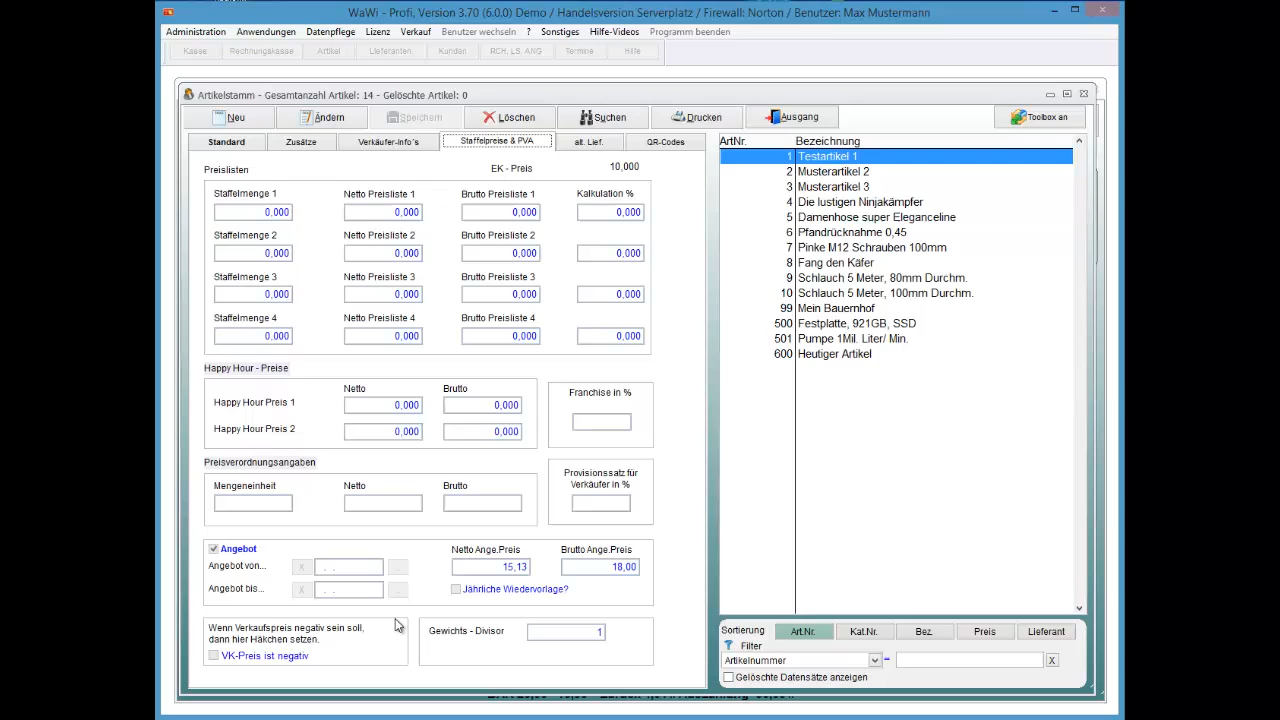 WaWi - Profi, Version 3.70 (6.0.0) Demo / Handelsversion Serverplatz / Firewall: Norton / Benutzer: Max Mustermann
Administration Anwendungen Datenpflege Lizenz Verkauf Benutzer wechseln ? Sonstiges Hilfe-Videos Programm beenden
Kasse Rechnungskasse Artikel Lieferanten Kunden RCH, LS, ANG Termine Hilfe
Artikelstamm - Gesamtanzahl Artikel: 14 - Gelöschte Artikel: 0
Neu Ändern Speichern Löschen Suchen Drucken Ausgang Toolbox an
Standard Zusätze Verkäufer-Info´s Staffelpreise & PVA alt. Lief. QR-Codes
Preislisten EK - Preis 10,000
Staffelmenge 1 Netto Preisliste 1 Brutto Preisliste 1 Kalkulation %
0,000 0,000 0,000 0,000
Staffelmenge 2 Netto Preisliste 2 Brutto Preisliste 2
0,000 0,000 0,000 0,000
Staffelmenge 3 Netto Preisliste 3 Brutto Preisliste 3
0,000 0,000 0,000 0,000
Staffelmenge 4 Netto Preisliste 4 Brutto Preisliste 4
0,000 0,000 0,000 0,000
Happy Hour - Preise
Netto Brutto
Happy Hour Preis 1 0,000 0,000
Happy Hour Preis 2 0,000 0,000
Franchise in %
Preisverordnungsangaben
Mengeneinheit Netto Brutto
Provisionssatz für
Verkäufer in %
Angebot Netto Ange.Preis Brutto Ange.Preis
Angebot von... X . . ... 15,13 18,00
Angebot bis... X . . ... Jährliche Wiedervorlage?
Wenn Verkaufspreis negativ sein soll,
dann hier Häkchen setzen.
VK-Preis ist negativ
Gewichts - Divisor 1
ArtNr. Bezeichnung
1 Testartikel 1
2 Musterartikel 2
3 Musterartikel 3
4 Die lustigen Ninjakämpfer
5 Damenhose super Eleganceline
6 Pfandrücknahme 0,45
7 Pinke M12 Schrauben 100mm
8 Fang den Käfer
9 Schlauch 5 Meter, 80mm Durchm.
10 Schlauch 5 Meter, 100mm Durchm.
99 Mein Bauernhof
500 Festplatte, 921GB, SSD
501 Pumpe 1Mil. Liter/ Min.
600 Heutiger Artikel
Sortierung Art.Nr. Kat.Nr. Bez. Preis Lieferant
Filter
Artikelnummer = X
Gelöschte Datensätze anzeigen